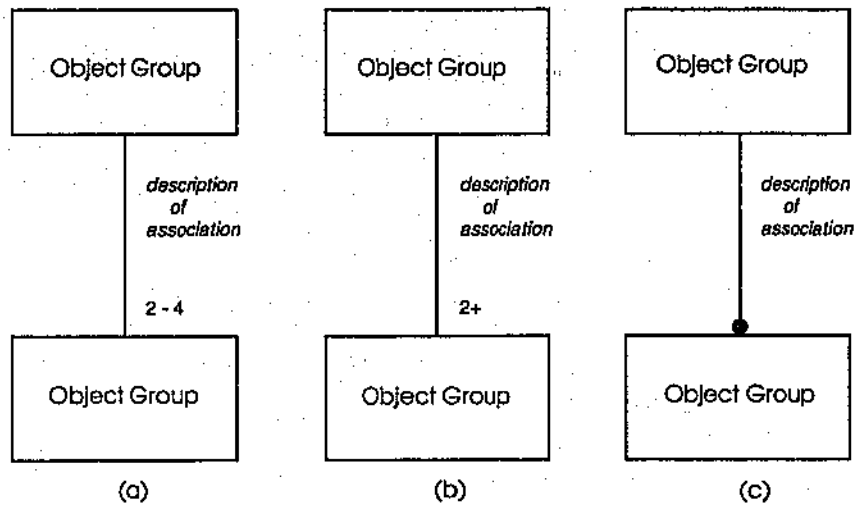 Object Group
description
of
association
2 - 4
Object Group
(a)
Object Group
description
of
association
2+
Object Group
(b)
Object Group
description
of
association
Object Group
(c)